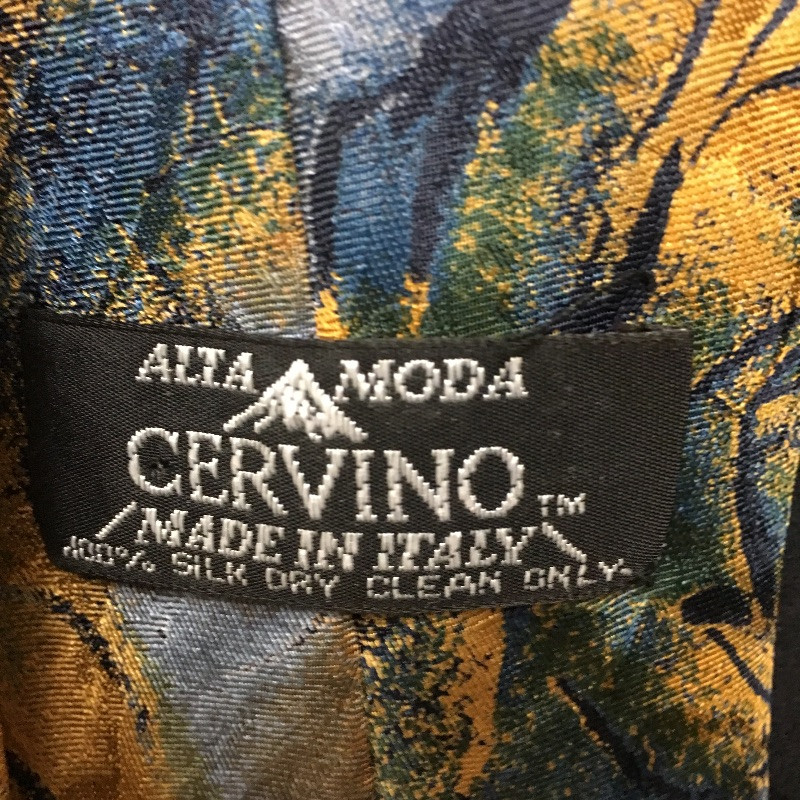 ALTA MODA
CERVINO™
MADE IN ITALY
100% SILK DRY CLEAN ONLY